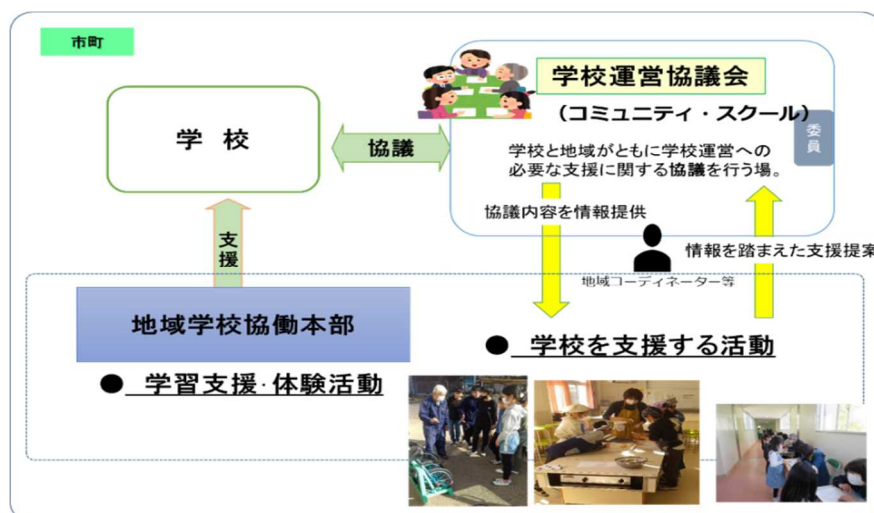 市町
学校運営協議会
（コミュニティ・スクール）
委員
学校
協議
学校と地域がともに学校運営への
必要な支援に関する協議を行う場。
協議内容を情報提供
情報を踏まえた支援提案
地域コーディネーター等
支援
地域学校協働本部
● 学校を支援する活動
● 学習支援・体験活動